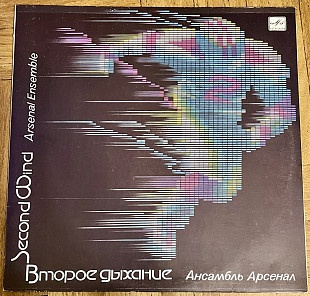 Second Wind
Arsenal Ensemble
Второе дыхание
Ансамбль Арсенал